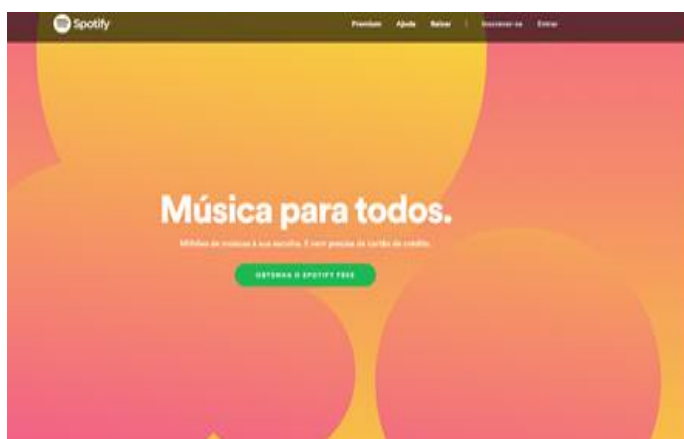 Spotify
Premium Ajuda Baixar | Inscrever-se Entrar
Música para todos.
Milhões de músicas à sua escolha. E nem precisa de cartão de crédito.
OBTENHA O SPOTIFY FREE